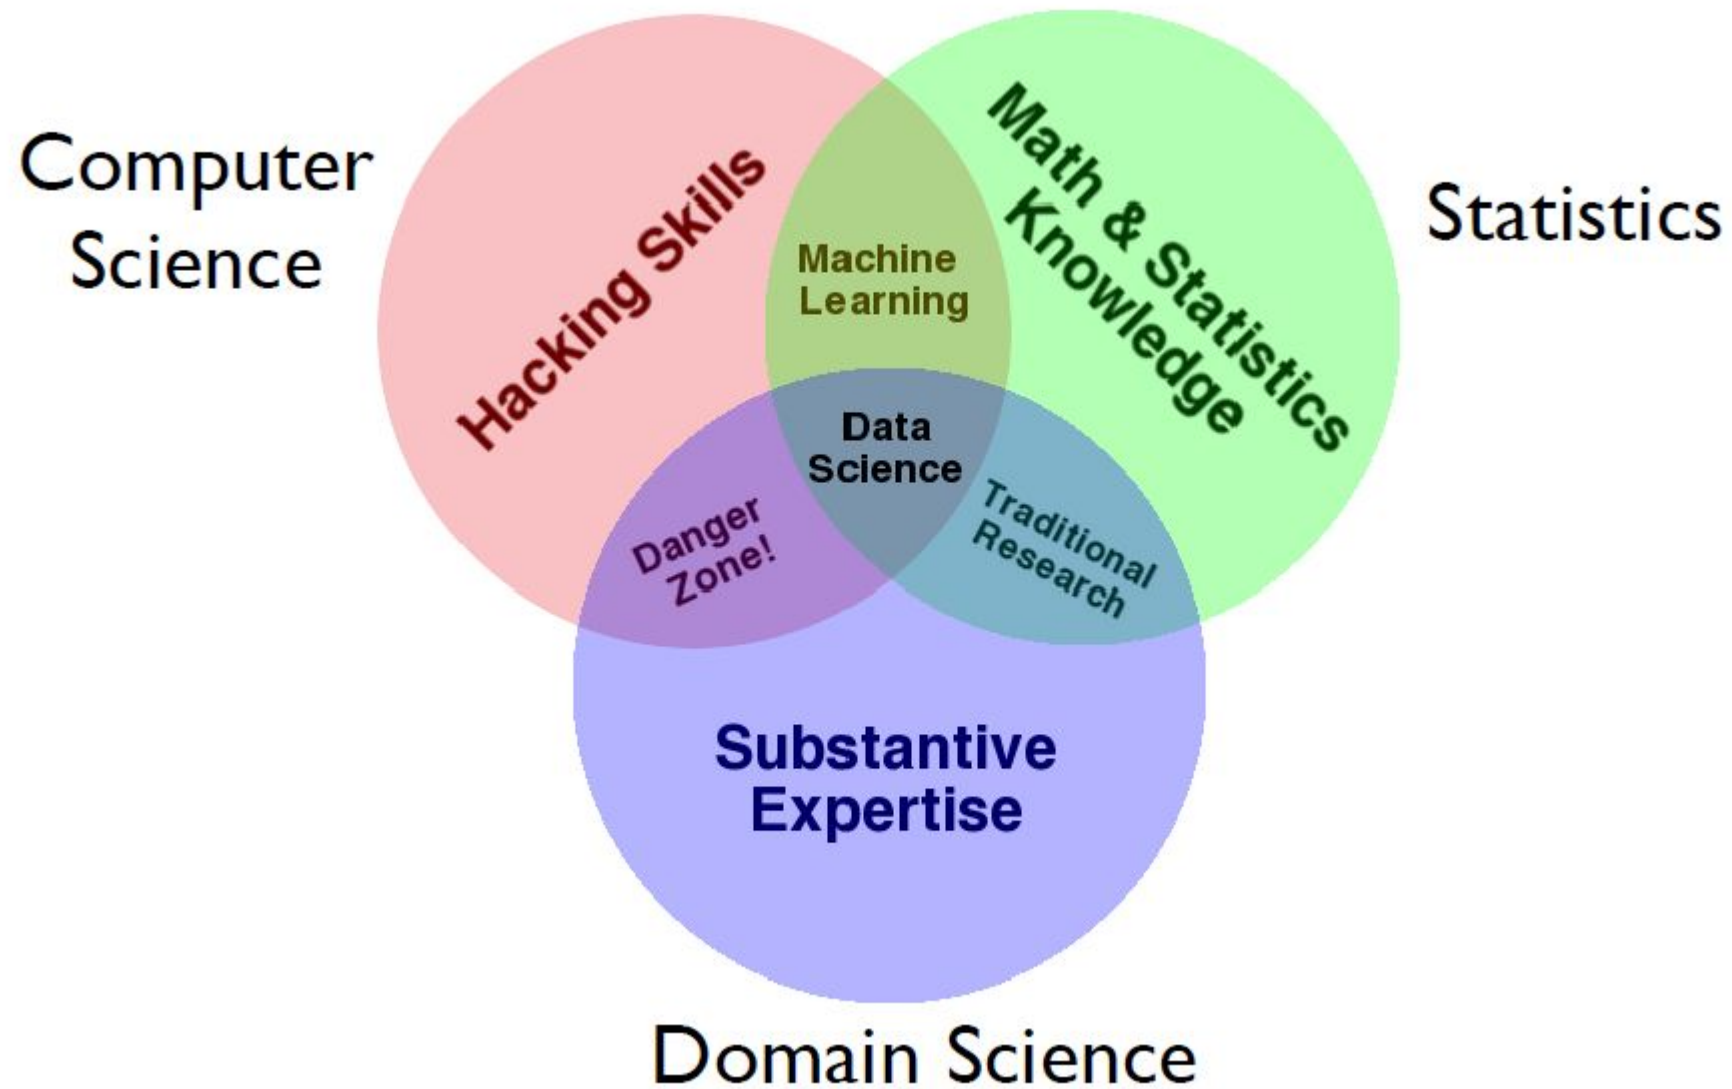 Computer
Science
Hacking Skills
Math & Statistics
Knowledge
Statistics
Machine
Learning
Data
Science
Danger
Zone!
Traditional
Research
Substantive
Expertise
Domain Science